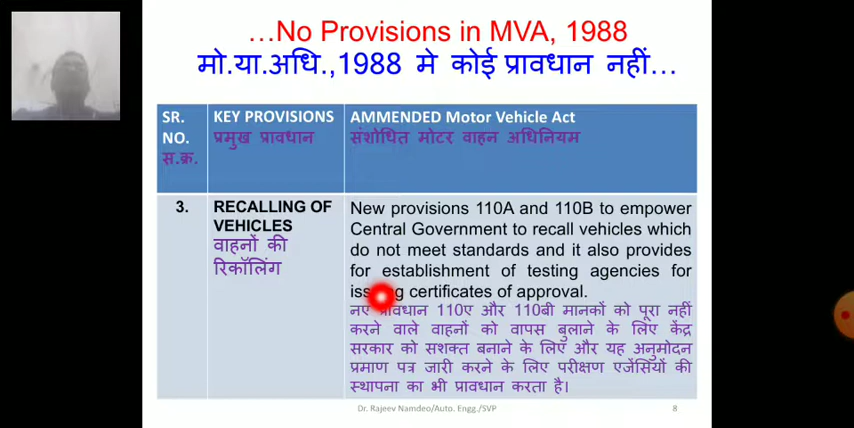 ...No Provisions in MVA, 1988
मो.या.अधि.,1988 मे कोई प्रावधान नहीं...
SR. NO. स.क्र.
KEY PROVISIONS
प्रमुख प्रावधान
AMMENDED Motor Vehicle Act
संशोधित मोटर वाहन अधिनियम
3.
RECALLING OF
VEHICLES
वाहनों की
रिकॉलिंग
New provisions 110A and 110B to empower
Central Government to recall vehicles which
do not meet standards and it also provides
for establishment of testing agencies for
certificates of approval.
नए प्रावधान 110ए और 110बी मानकों को पूरा नहीं
करने वाले वाहनों को वापस बुलाने के लिए केंद्र
सरकार को सशक्त बनाने के लिए और यह अनुमोदन
प्रमाण पत्र जारी करने के लिए परीक्षण एजेंसियों की
स्थापना का भी प्रावधान करता है।
Dr. Rajeev Namdeo/Auto. Engg./SVP
8